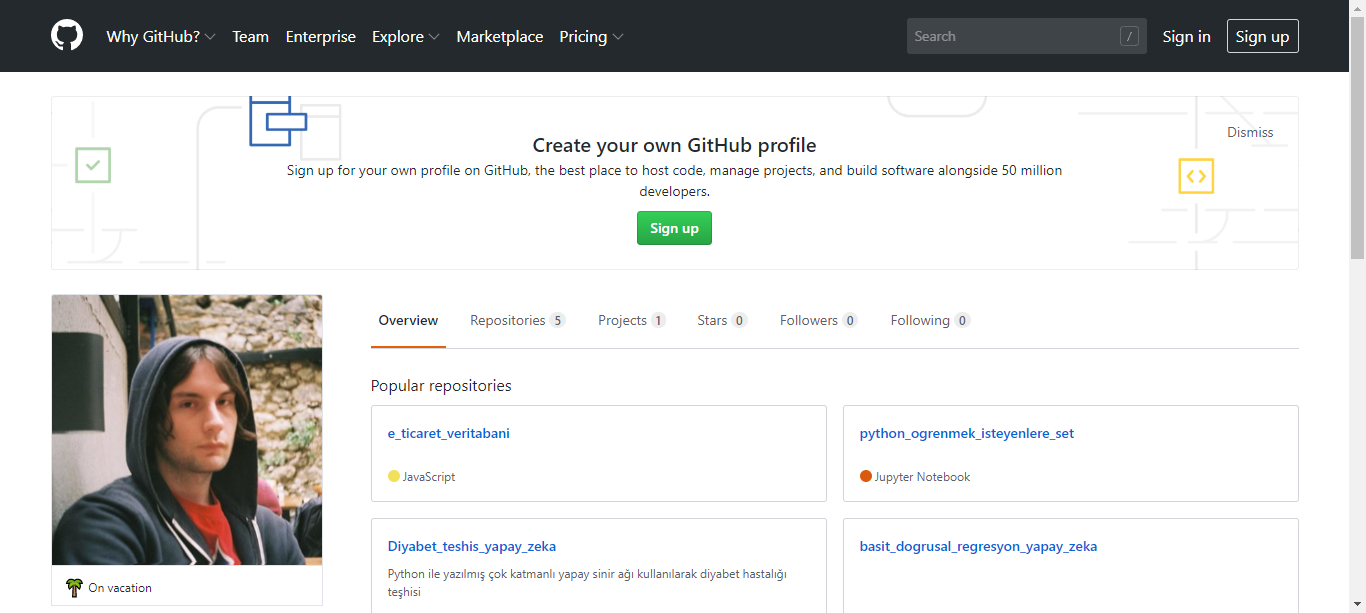 Why GitHub? Team Enterprise Explore Marketplace Pricing Search / Sign in Sign up
Dismiss
Create your own GitHub profile
Sign up for your own profile on GitHub, the best place to host code, manage projects, and build software alongside 50 million
developers.
Sign up
Overview Repositories 5 Projects 1 Stars 0 Followers 0 Following 0
Popular repositories
e_ticaret_veritabani
JavaScript
python_ogrenmek_isteyenlere_set
Jupyter Notebook
Diyabet_teshis_yapay_zeka
Python ile yazılmış çok katmanlı yapay sinir ağı kullanılarak diyabet hastalığı
teşhisi
basit_dogrusal_regresyon_yapay_zeka
On vacation